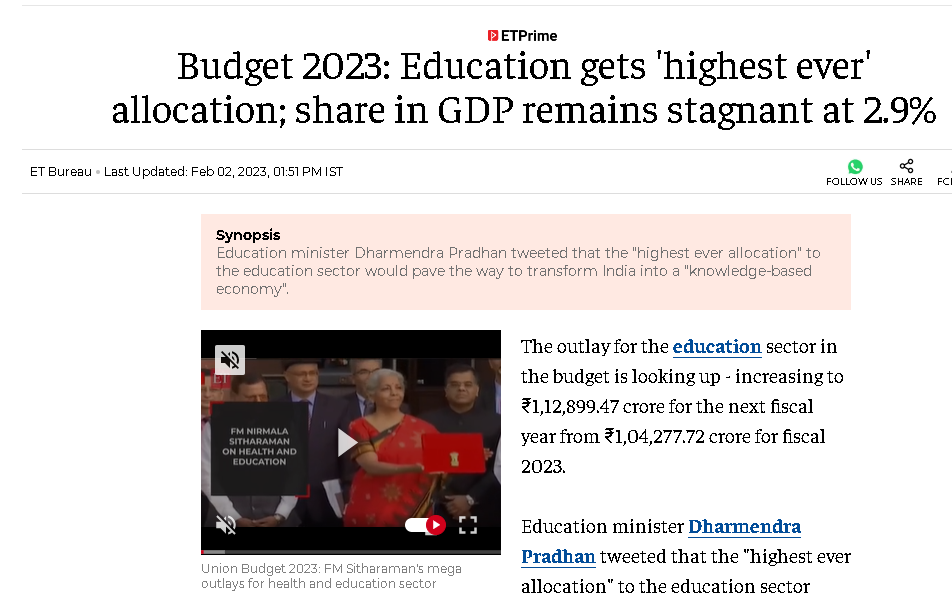 ETPrime
Budget 2023: Education gets 'highest ever'
allocation; share in GDP remains stagnant at 2.9%
ET Bureau • Last Updated: Feb 02, 2023, 01:51 PM IST
FOLLOW US
SHARE
Synopsis
Education minister Dharmendra Pradhan tweeted that the "highest ever allocation" to
the education sector would pave the way to transform India into a "knowledge-based
economy".
ET
FM NIRMALA
SITHARAMAN
ON HEALTH AND
EDUCATION
Union Budget 2023: FM Sitharaman's mega
outlays for health and education sector
The outlay for the education sector in
the budget is looking up - increasing to
₹1,12,899.47 crore for the next fiscal
year from ₹1,04,277.72 crore for fiscal
2023.
Education minister Dharmendra
Pradhan tweeted that the "highest ever
allocation" to the education sector